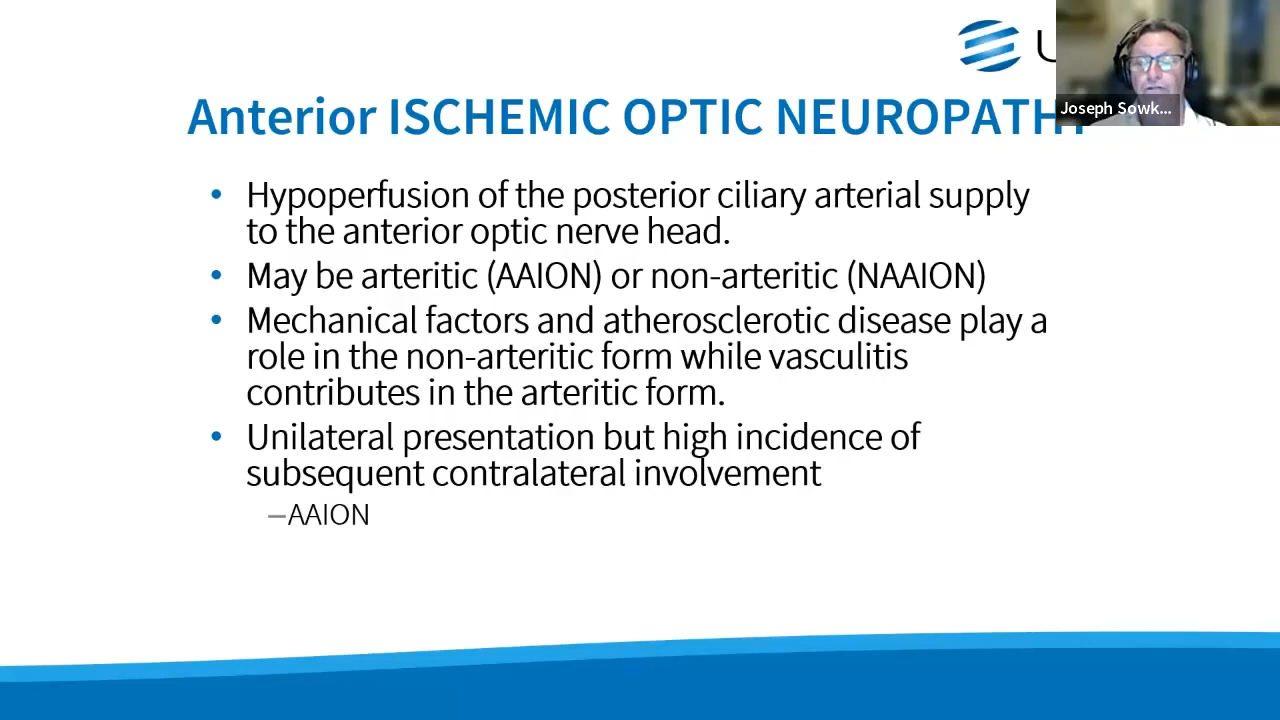 U
Joseph Sowk...
Anterior ISCHEMIC OPTIC NEUROPATHY
• Hypoperfusion of the posterior ciliary arterial supply
to the anterior optic nerve head.
• May be arteritic (AAION) or non-arteritic (NAAION)
• Mechanical factors and atherosclerotic disease play a
role in the non-arteritic form while vasculitis
contributes in the arteritic form.
• Unilateral presentation but high incidence of
subsequent contralateral involvement
–AAION